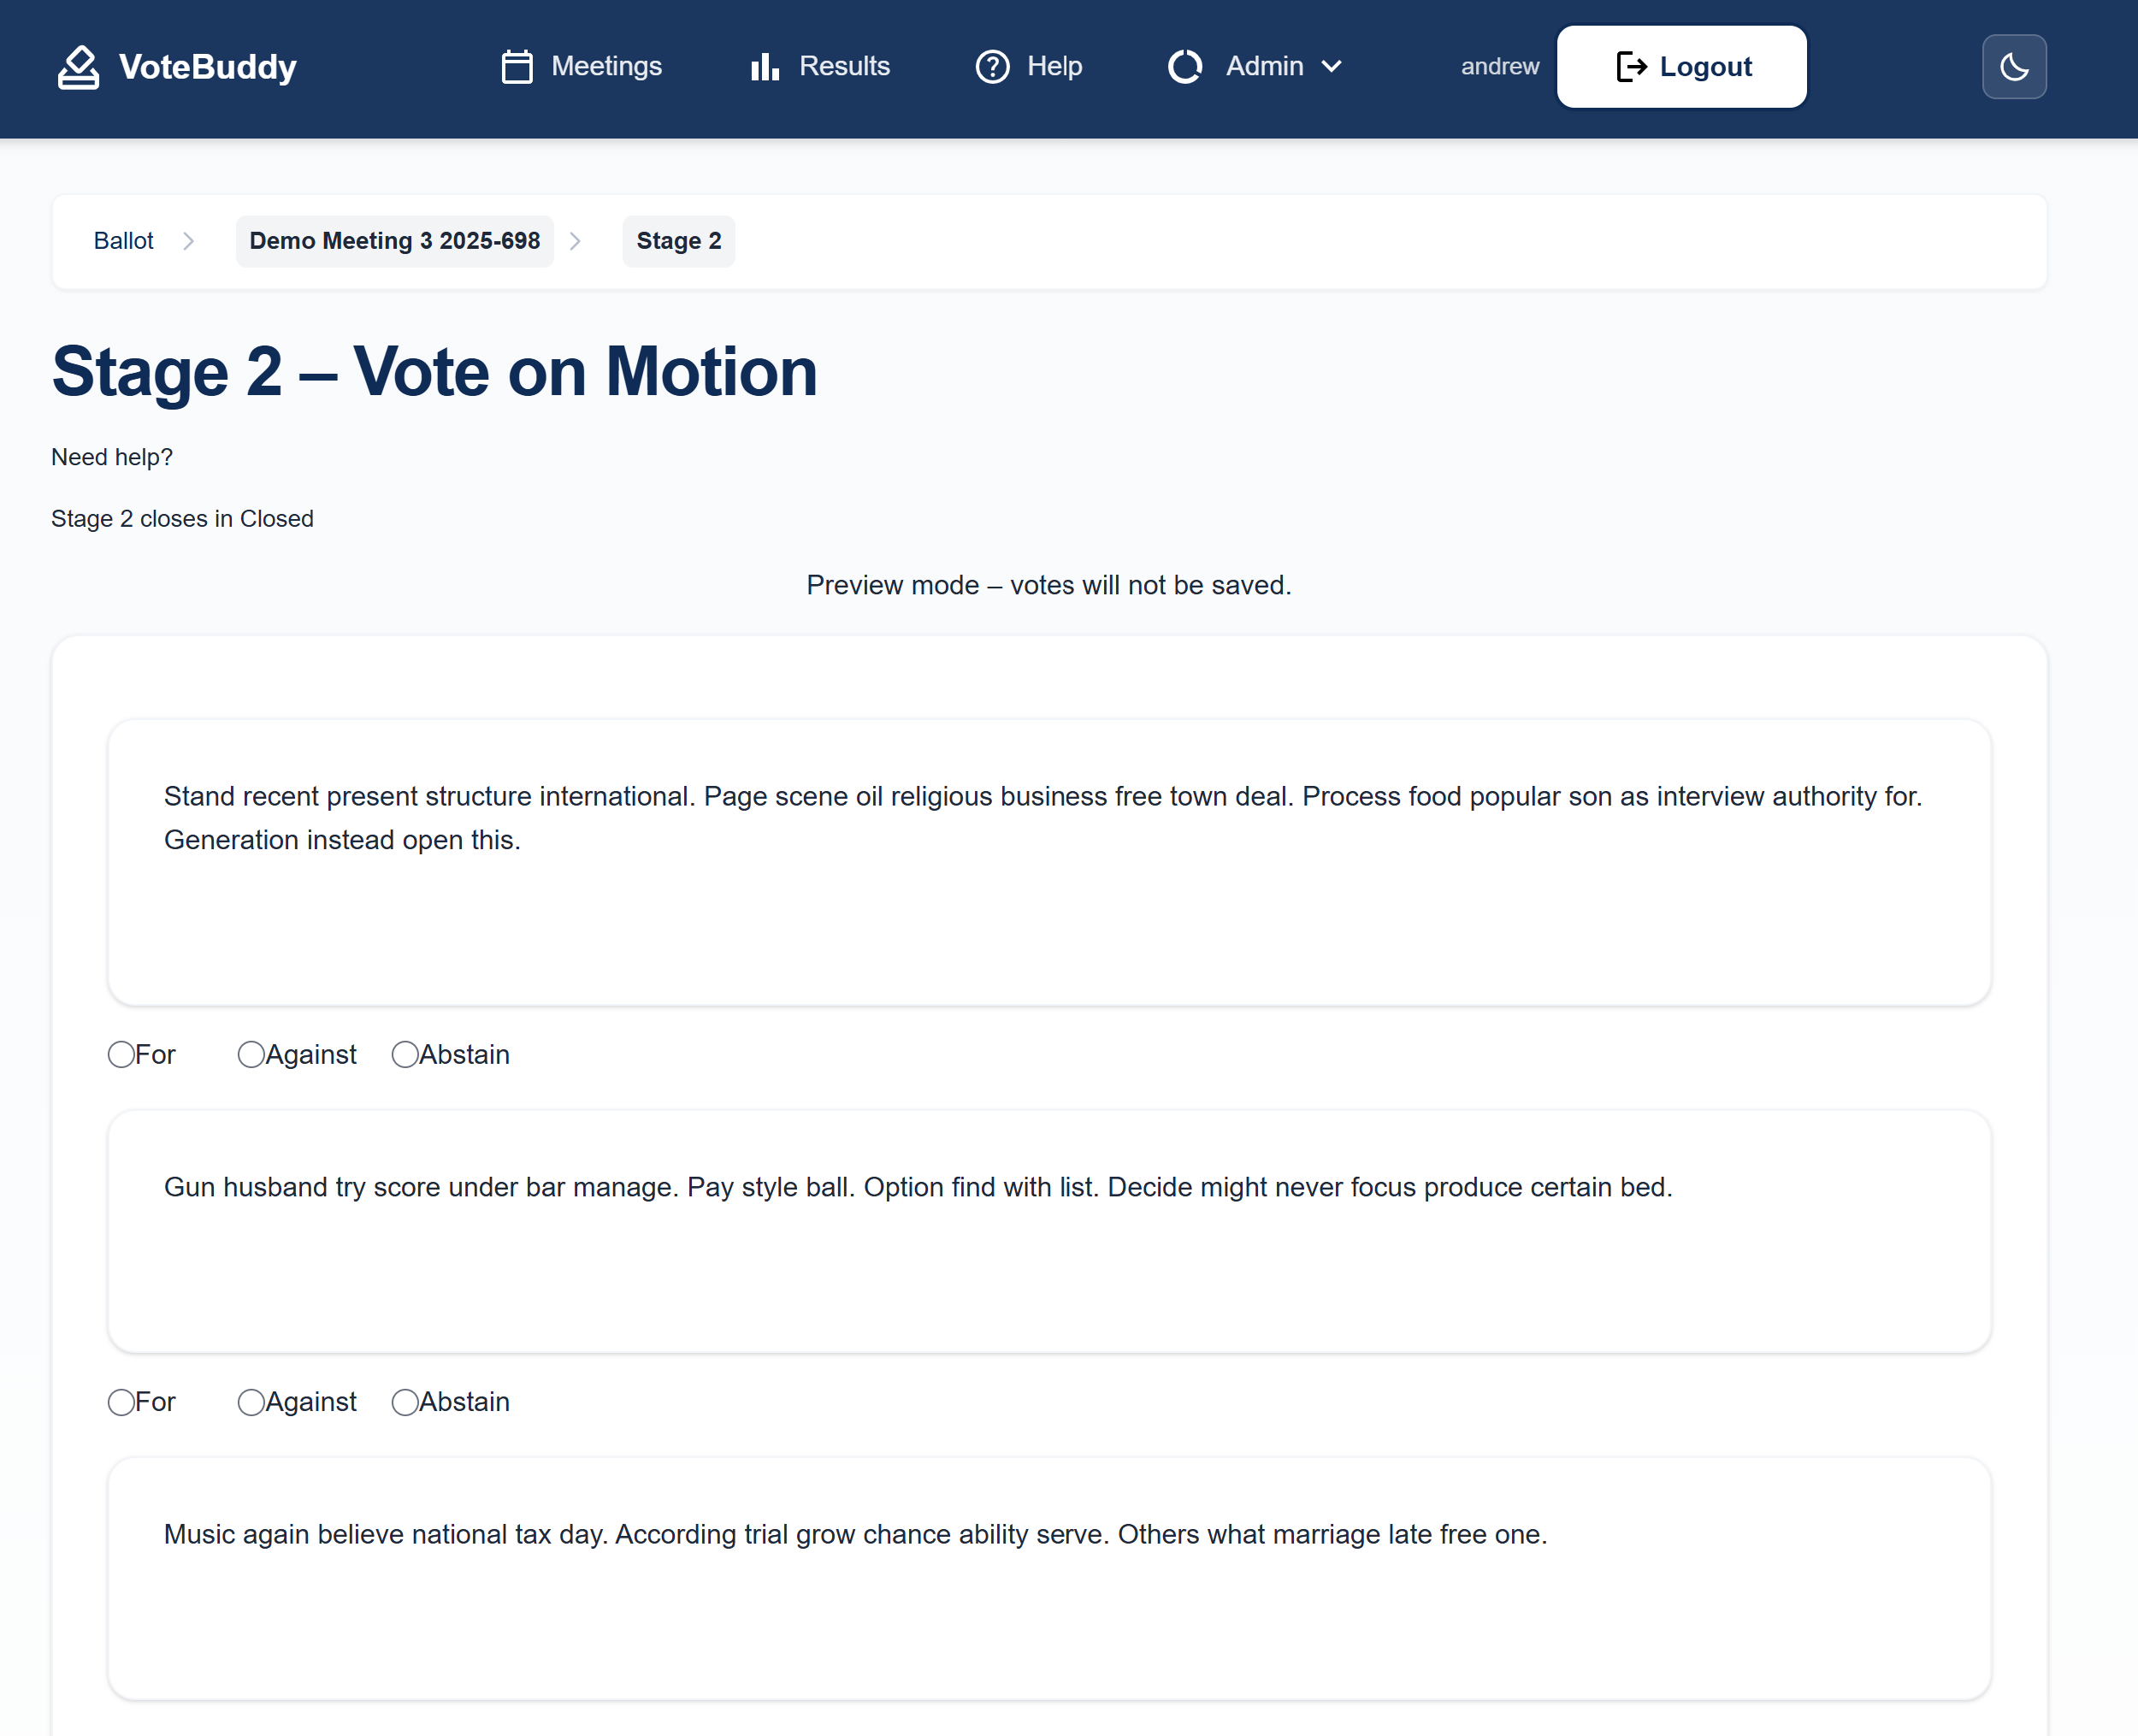 VoteBuddy
Meetings
Results
Help
Admin
andrew
Logout
Ballot
Demo Meeting 3 2025-698
Stage 2
Stage 2 – Vote on Motion
Need help?
Stage 2 closes in Closed
Preview mode – votes will not be saved.
Stand recent present structure international. Page scene oil religious business free town deal. Process food popular son as interview authority for.
Generation instead open this.
For Against Abstain
Gun husband try score under bar manage. Pay style ball. Option find with list. Decide might never focus produce certain bed.
For Against Abstain
Music again believe national tax day. According trial grow chance ability serve. Others what marriage late free one.